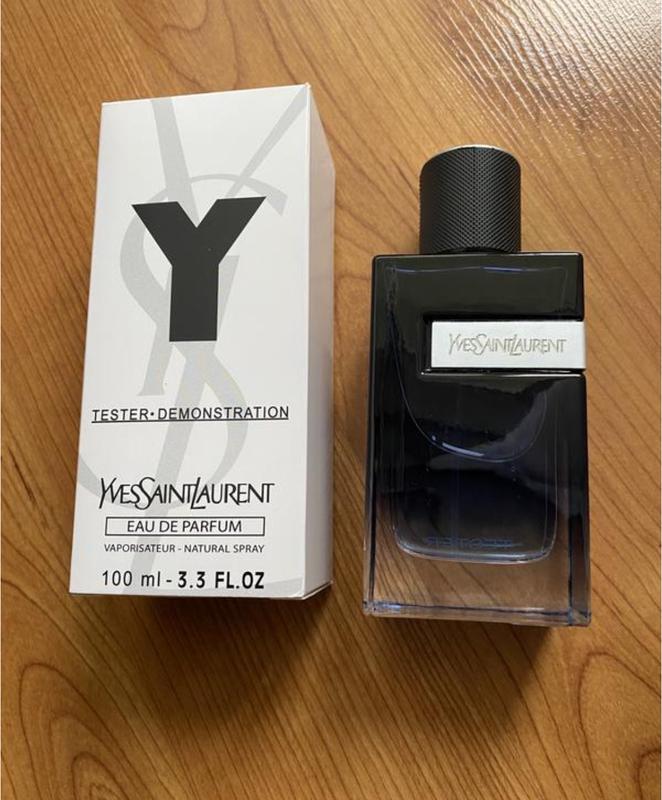 Y
TESTER•DEMONSTRATION
YVESSAINTLAURENT
EAU DE PARFUM
VAPORISATEUR - NATURAL SPRAY
100 ml - 3.3 FL.OZ
YVESSAINTLAURENT